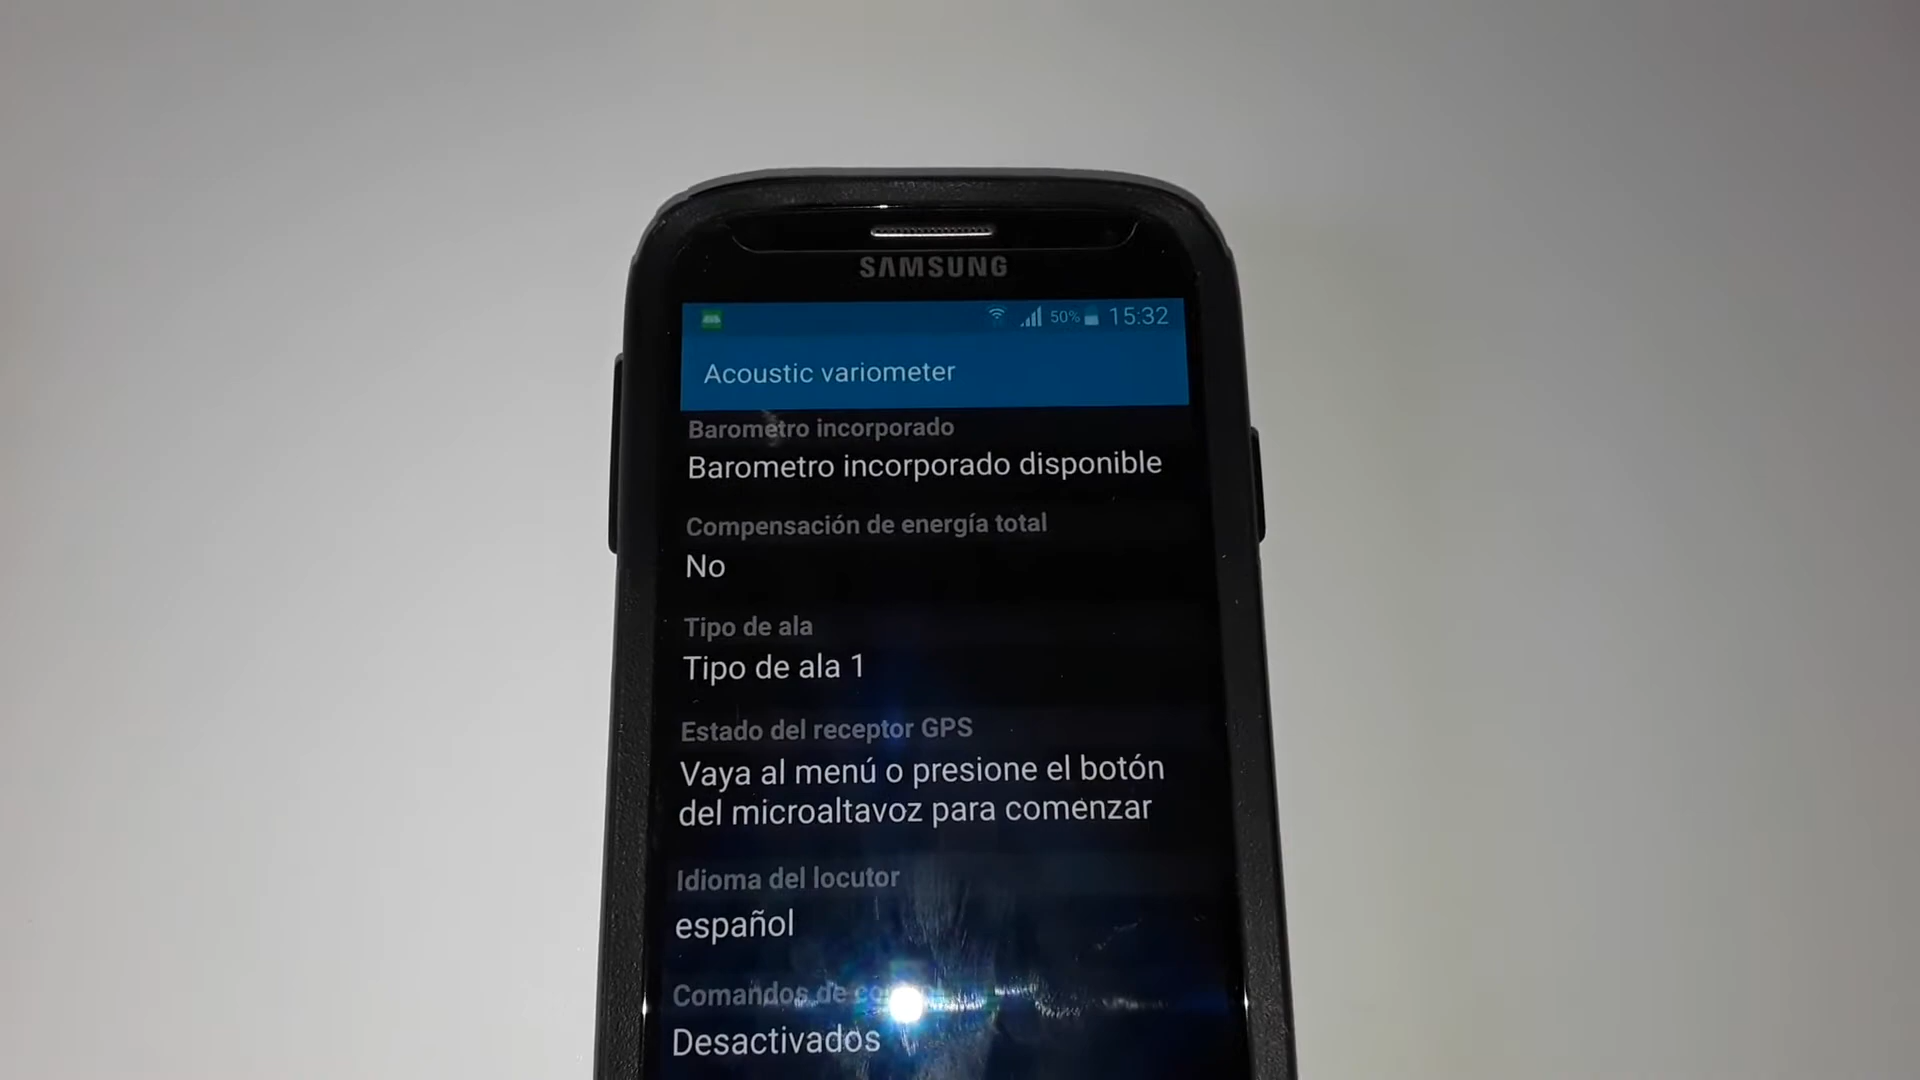 SAMSUNG
50% 15:32
Acoustic variometer
Barometro incorporado
Barometro incorporado disponible
Compensación de energía total
No
Tipo de ala
Tipo de ala 1
Estado del receptor GPS
Vaya al menú o presione el botón
del microaltavoz para comenzar
Idioma del locutor
español
Comandos de
Desactivados